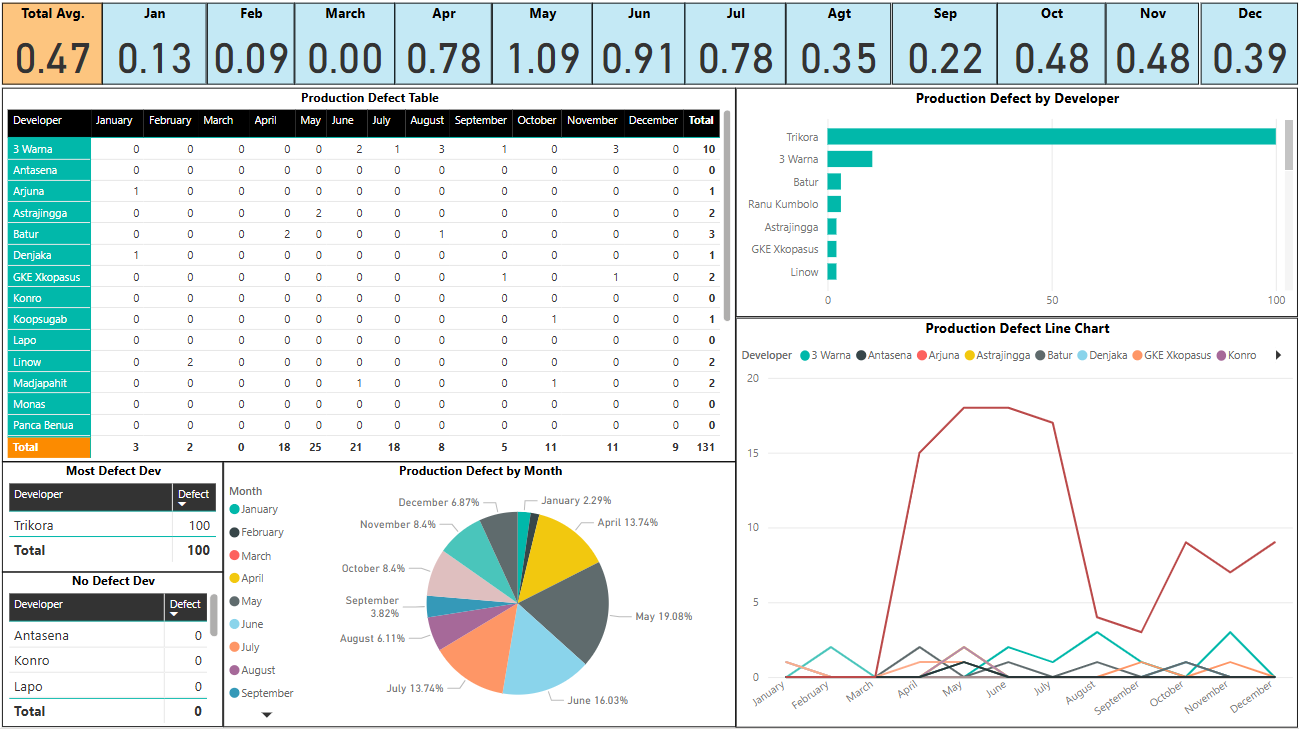 Total Avg. Jan Feb March Apr May Jun Jul Agt Sep Oct Nov Dec
0.47 0.13 0.09 0.00 0.78 1.09 0.91 0.78 0.35 0.22 0.48 0.48 0.39
Production Defect Table
Developer January February March April May June July August September October November December Total
3 Warna 0 0 0 0 0 2 1 3 1 0 3 0 10
Antasena 0 0 0 0 0 0 0 0 0 0 0 0 0
Arjuna 1 0 0 0 0 0 0 0 0 0 0 0 1
Astrajingga 0 0 0 0 2 0 0 0 0 0 0 0 2
Batur 0 0 0 2 0 0 0 1 0 0 0 0 3
Denjaka 1 0 0 0 0 0 0 0 0 0 0 0 1
GKE Xkopasus 0 0 0 0 0 0 0 0 1 0 1 0 2
Konro 0 0 0 0 0 0 0 0 0 0 0 0 0
Koopsugab 0 0 0 0 0 0 0 0 0 1 0 0 1
Lapo 0 0 0 0 0 0 0 0 0 0 0 0 0
Linow 0 2 0 0 0 0 0 0 0 0 0 0 2
Madjapahit 0 0 0 0 0 1 0 0 0 1 0 0 2
Monas 0 0 0 0 0 0 0 0 0 0 0 0 0
Panca Benua 0 0 0 0 0 0 0 0 0 0 0 0 0
Total 3 2 0 18 25 21 18 8 5 11 11 9 131
Production Defect by Developer
Trikora
3 Warna
Batur
Ranu Kumbolo
Astrajingga
GKE Xkopasus
Linow
0 50 100
Production Defect Line Chart
Developer 3 Warna Antasena Arjuna Astrajingga Batur Denjaka GKE Xkopasus Konro
20
15
10
5
0
January February March April May June July August September October November December
Most Defect Dev
Developer Defect
Trikora 100
Total 100
No Defect Dev
Developer Defect
Antasena 0
Konro 0
Lapo 0
Total 0
Production Defect by Month
Month
January
February
March
April
May
June
July
August
September
January 2.29%
April 13.74%
May 19.08%
June 16.03%
July 13.74%
August 6.11%
September
3.82%
October 8.4%
November 8.4%
December 6.87%